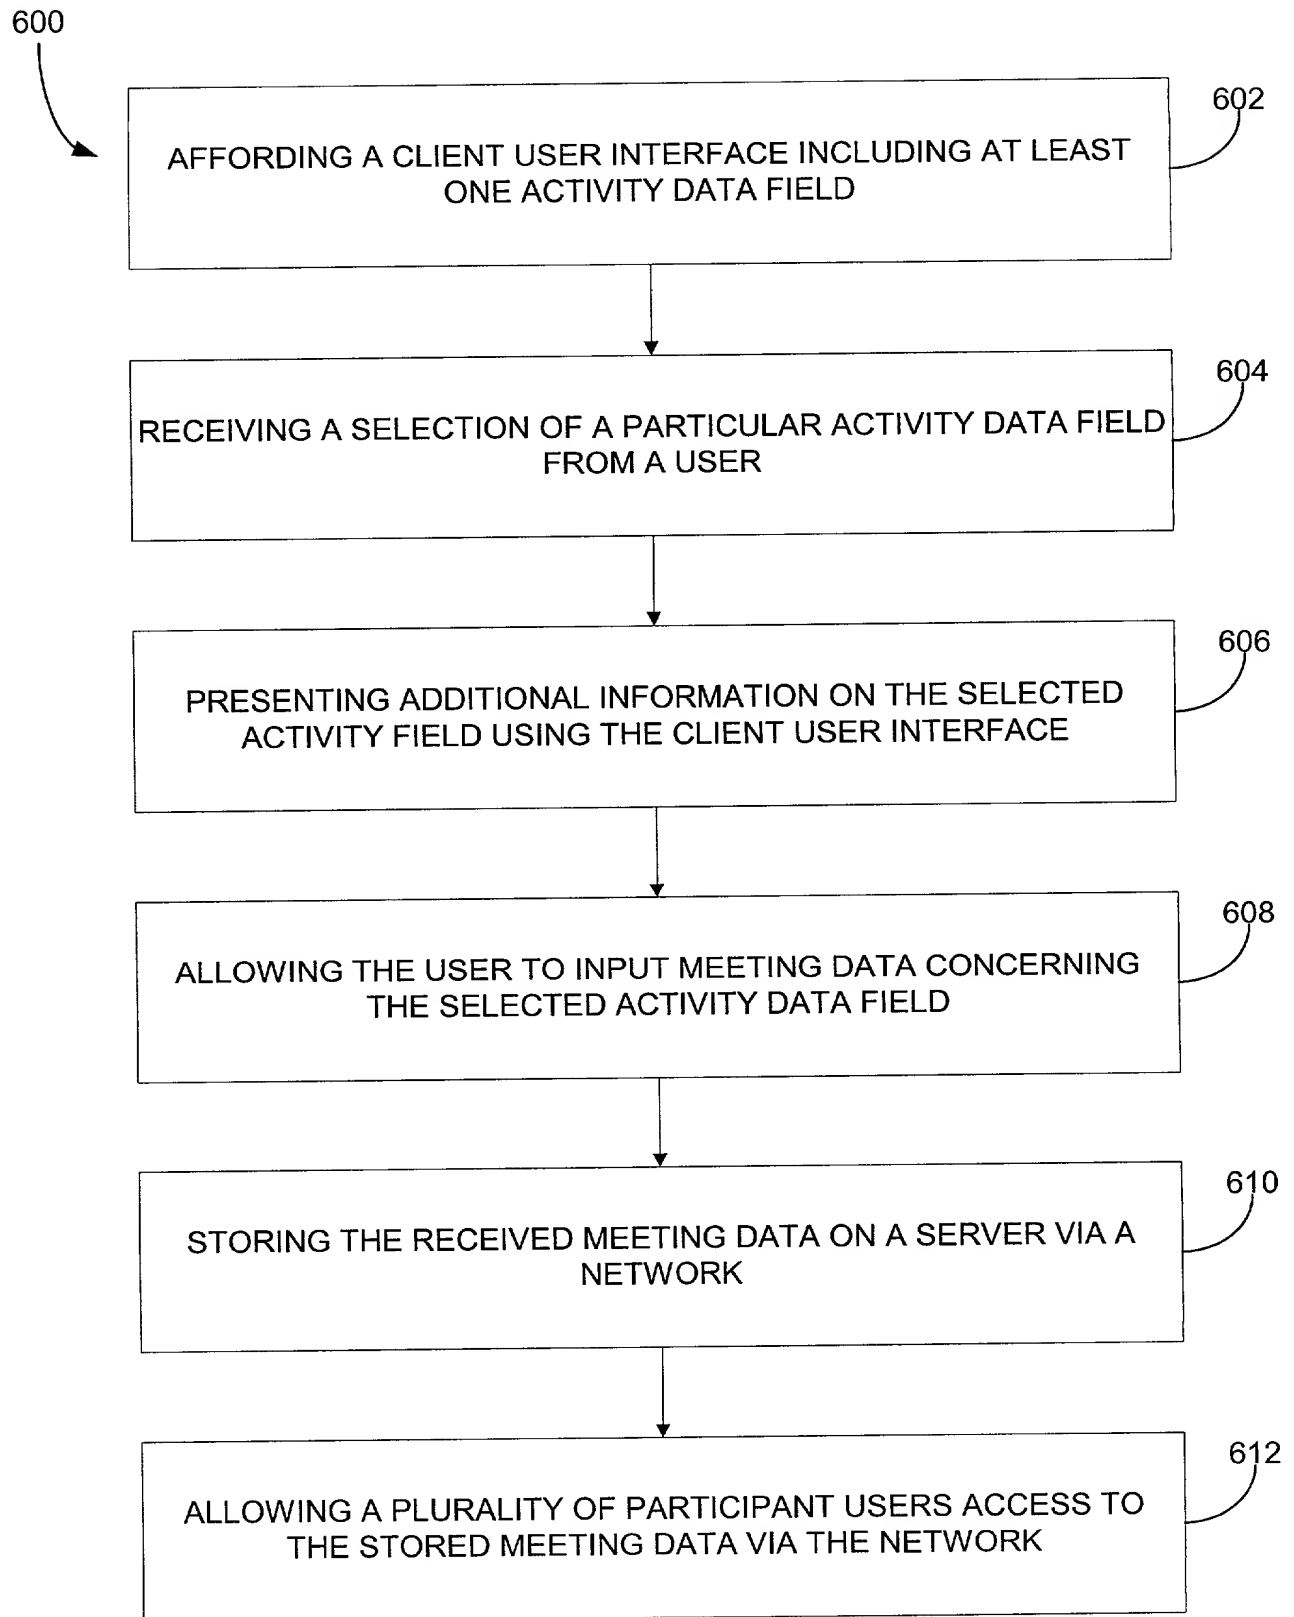 600
602
AFFORDING A CLIENT USER INTERFACE INCLUDING AT LEAST
ONE ACTIVITY DATA FIELD
604
RECEIVING A SELECTION OF A PARTICULAR ACTIVITY DATA FIELD
FROM A USER
606
PRESENTING ADDITIONAL INFORMATION ON THE SELECTED
ACTIVITY FIELD USING THE CLIENT USER INTERFACE
608
ALLOWING THE USER TO INPUT MEETING DATA CONCERNING
THE SELECTED ACTIVITY DATA FIELD
610
STORING THE RECEIVED MEETING DATA ON A SERVER VIA A
NETWORK
612
ALLOWING A PLURALITY OF PARTICIPANT USERS ACCESS TO
THE STORED MEETING DATA VIA THE NETWORK